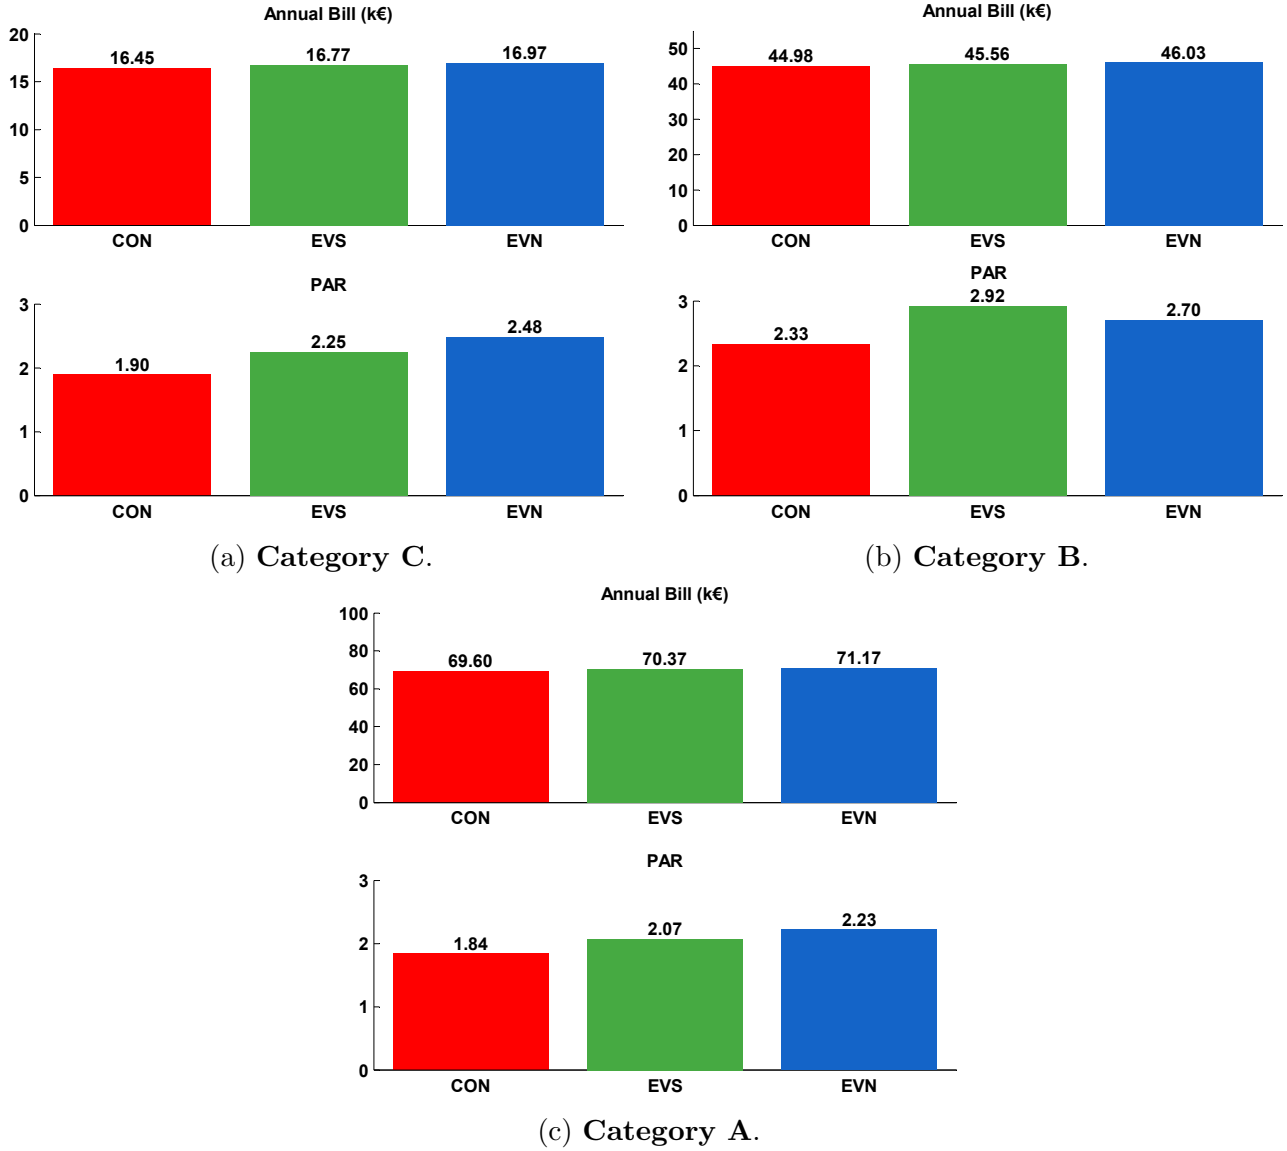 Annual Bill (k€)
20
15
10
5
0
16.45
16.77
16.97
CON
EVS
EVN
PAR
3
2
1
0
1.90
2.25
2.48
CON
EVS
EVN
(a) Category C.
Annual Bill (k€)
50
40
30
20
10
0
44.98
45.56
46.03
CON
EVS
EVN
PAR
3
2
1
0
2.33
2.92
2.70
CON
EVS
EVN
(b) Category B.
Annual Bill (k€)
100
80
60
40
20
0
69.60
70.37
71.17
CON
EVS
EVN
PAR
3
2
1
0
1.84
2.07
2.23
CON
EVS
EVN
(c) Category A.